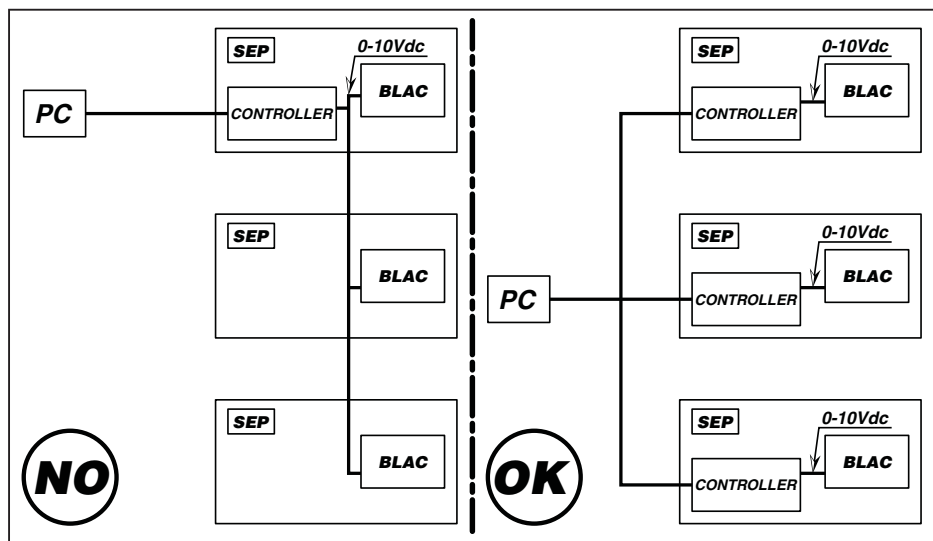 SEP
0-10Vdc
PC
CONTROLLER
BLAC
SEP
BLAC
SEP
BLAC
NO
SEP
0-10Vdc
CONTROLLER
BLAC
SEP
0-10Vdc
PC
CONTROLLER
BLAC
SEP
0-10Vdc
CONTROLLER
BLAC
OK